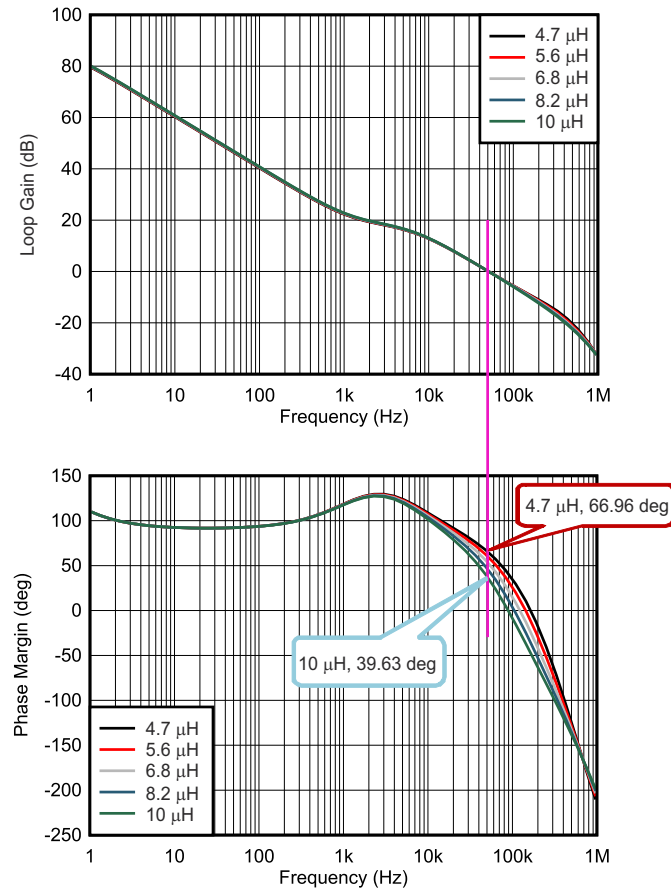 80
60
40
20
0
-20
-40
Loop Gain (dB)
1
10
100
1k
10k
100k
1M
Frequency (Hz)
4.7 μH
5.6 μH
6.8 μH
8.2 μH
10 μH
150
100
50
0
-50
-100
-150
-200
-250
Phase Margin (deg)
4.7 μH, 66.96 deg
10 μH, 39.63 deg
4.7 μH
5.6 μH
6.8 μH
8.2 μH
10 μH
1
10
100
1k
10k
100k
1M
Frequency (Hz)